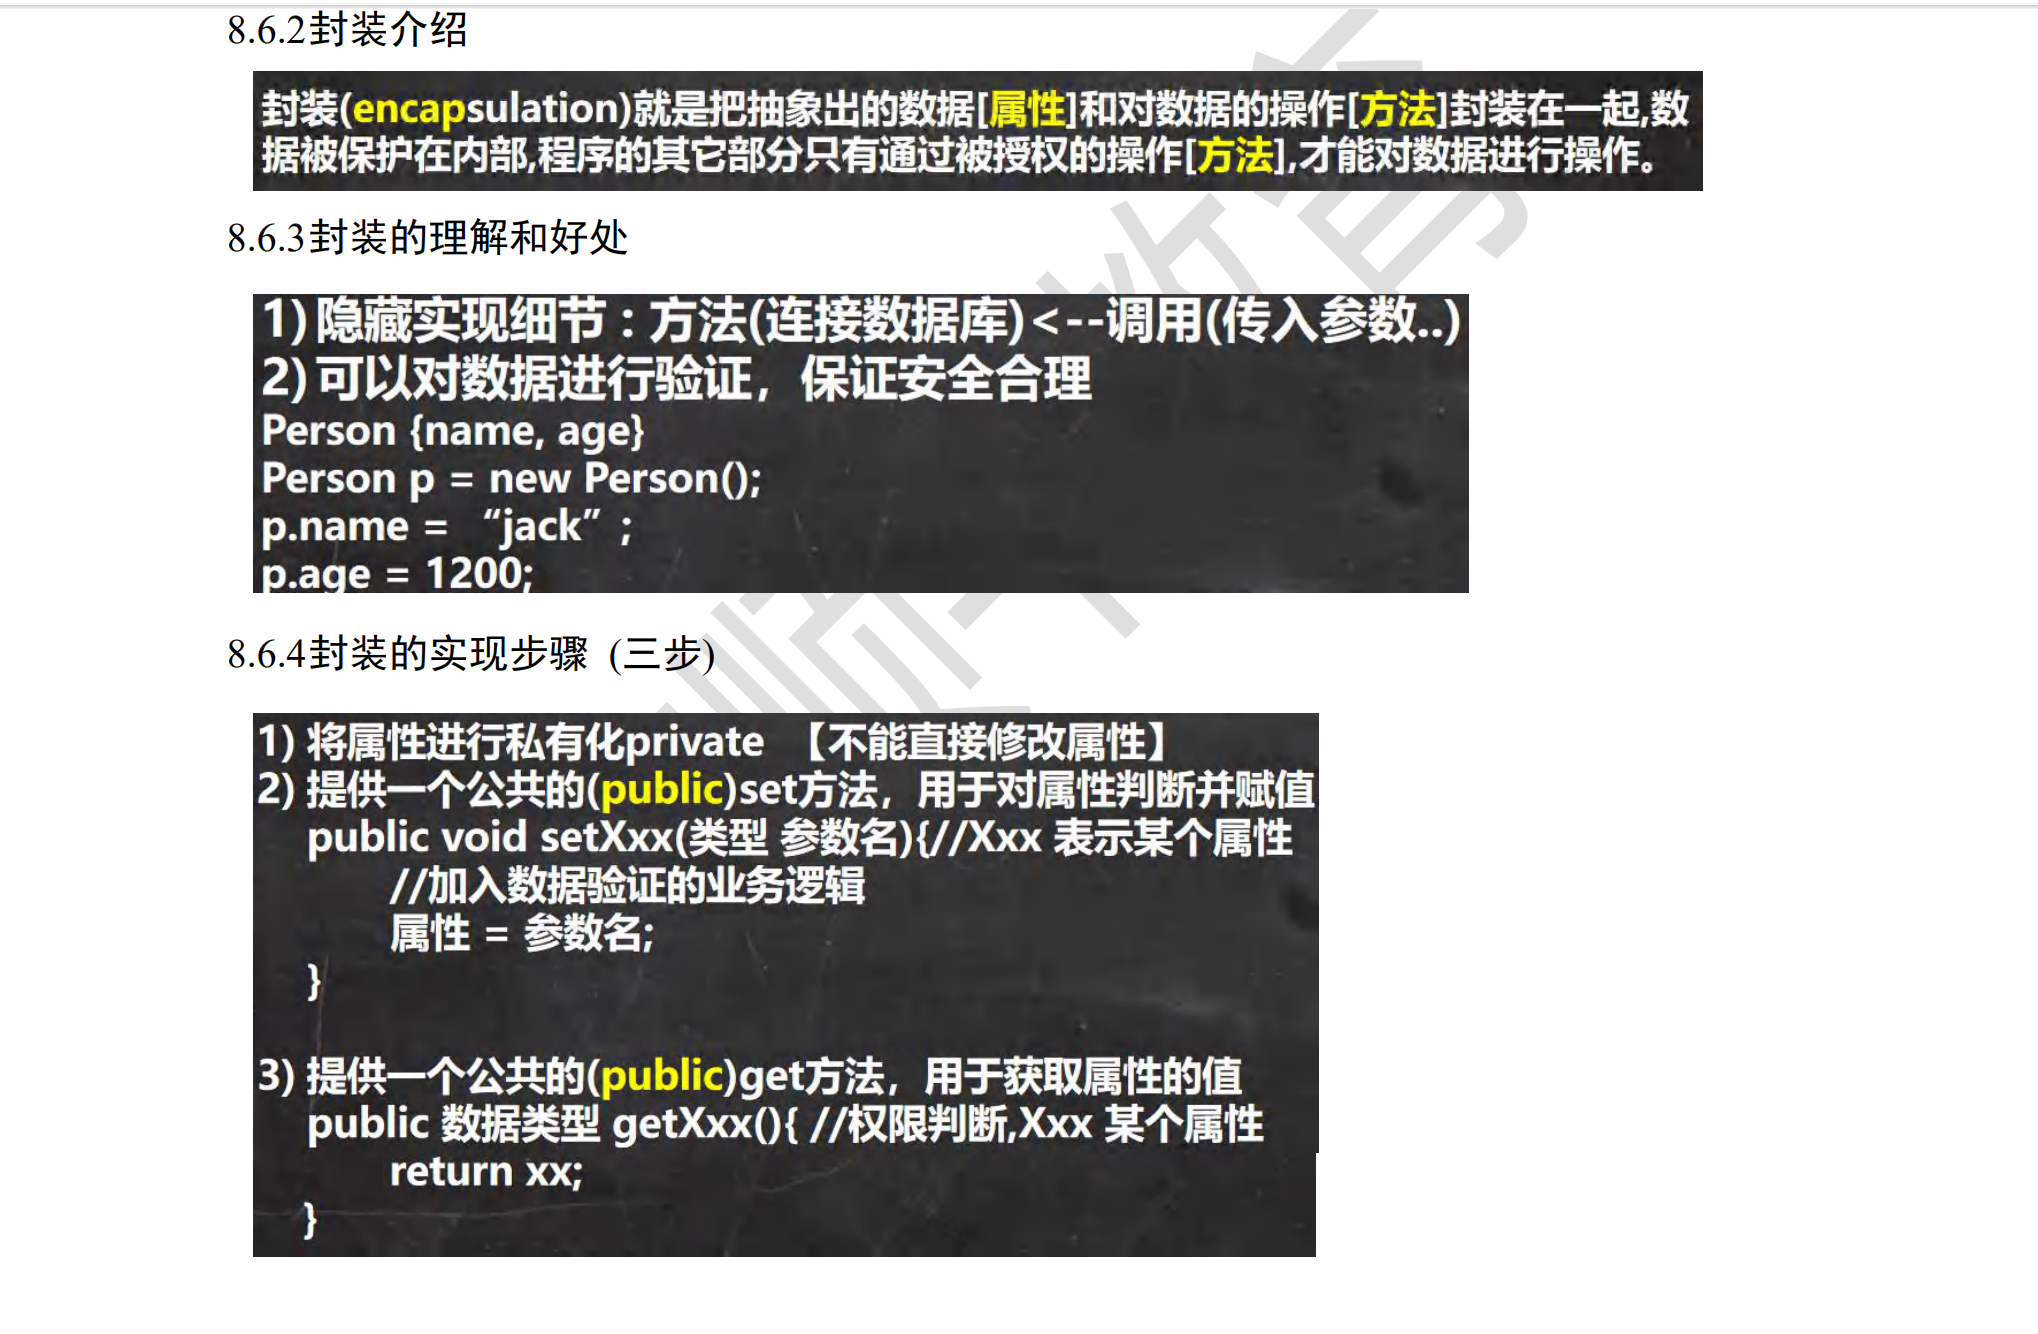 8.6.2封装介绍
封装(encapsulation)就是把抽象出的数据[属性]和对数据的操作[方法]封装在一起,数
据被保护在内部,程序的其它部分只有通过被授权的操作[方法],才能对数据进行操作。
8.6.3封装的理解和好处
1) 隐藏实现细节：方法(连接数据库)<--调用(传入参数..)
2) 可以对数据进行验证，保证安全合理
Person {name, age}
Person p = new Person();
p.name = “jack” ;
p.age = 1200;
8.6.4封装的实现步骤 (三步)
1) 将属性进行私有化private 【不能直接修改属性】
2) 提供一个公共的(public)set方法，用于对属性判断并赋值
public void setXxx(类型 参数名){//Xxx 表示某个属性
//加入数据验证的业务逻辑
属性 = 参数名;
}
3) 提供一个公共的(public)get方法，用于获取属性的值
public 数据类型 getXxx(){ //权限判断,Xxx 某个属性
return xx;
}